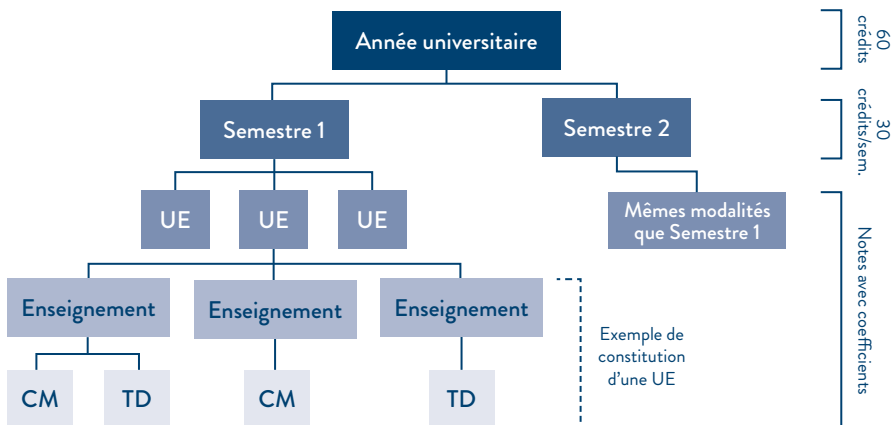 Année universitaire
60
crédits
Semestre 1
Semestre 2
30
crédits/sem.
UE
UE
UE
Mêmes modalités
que Semestre 1
Notes avec coefficients
Enseignement
Enseignement
Enseignement
Exemple de
constitution
d'une UE
CM
TD
CM
TD